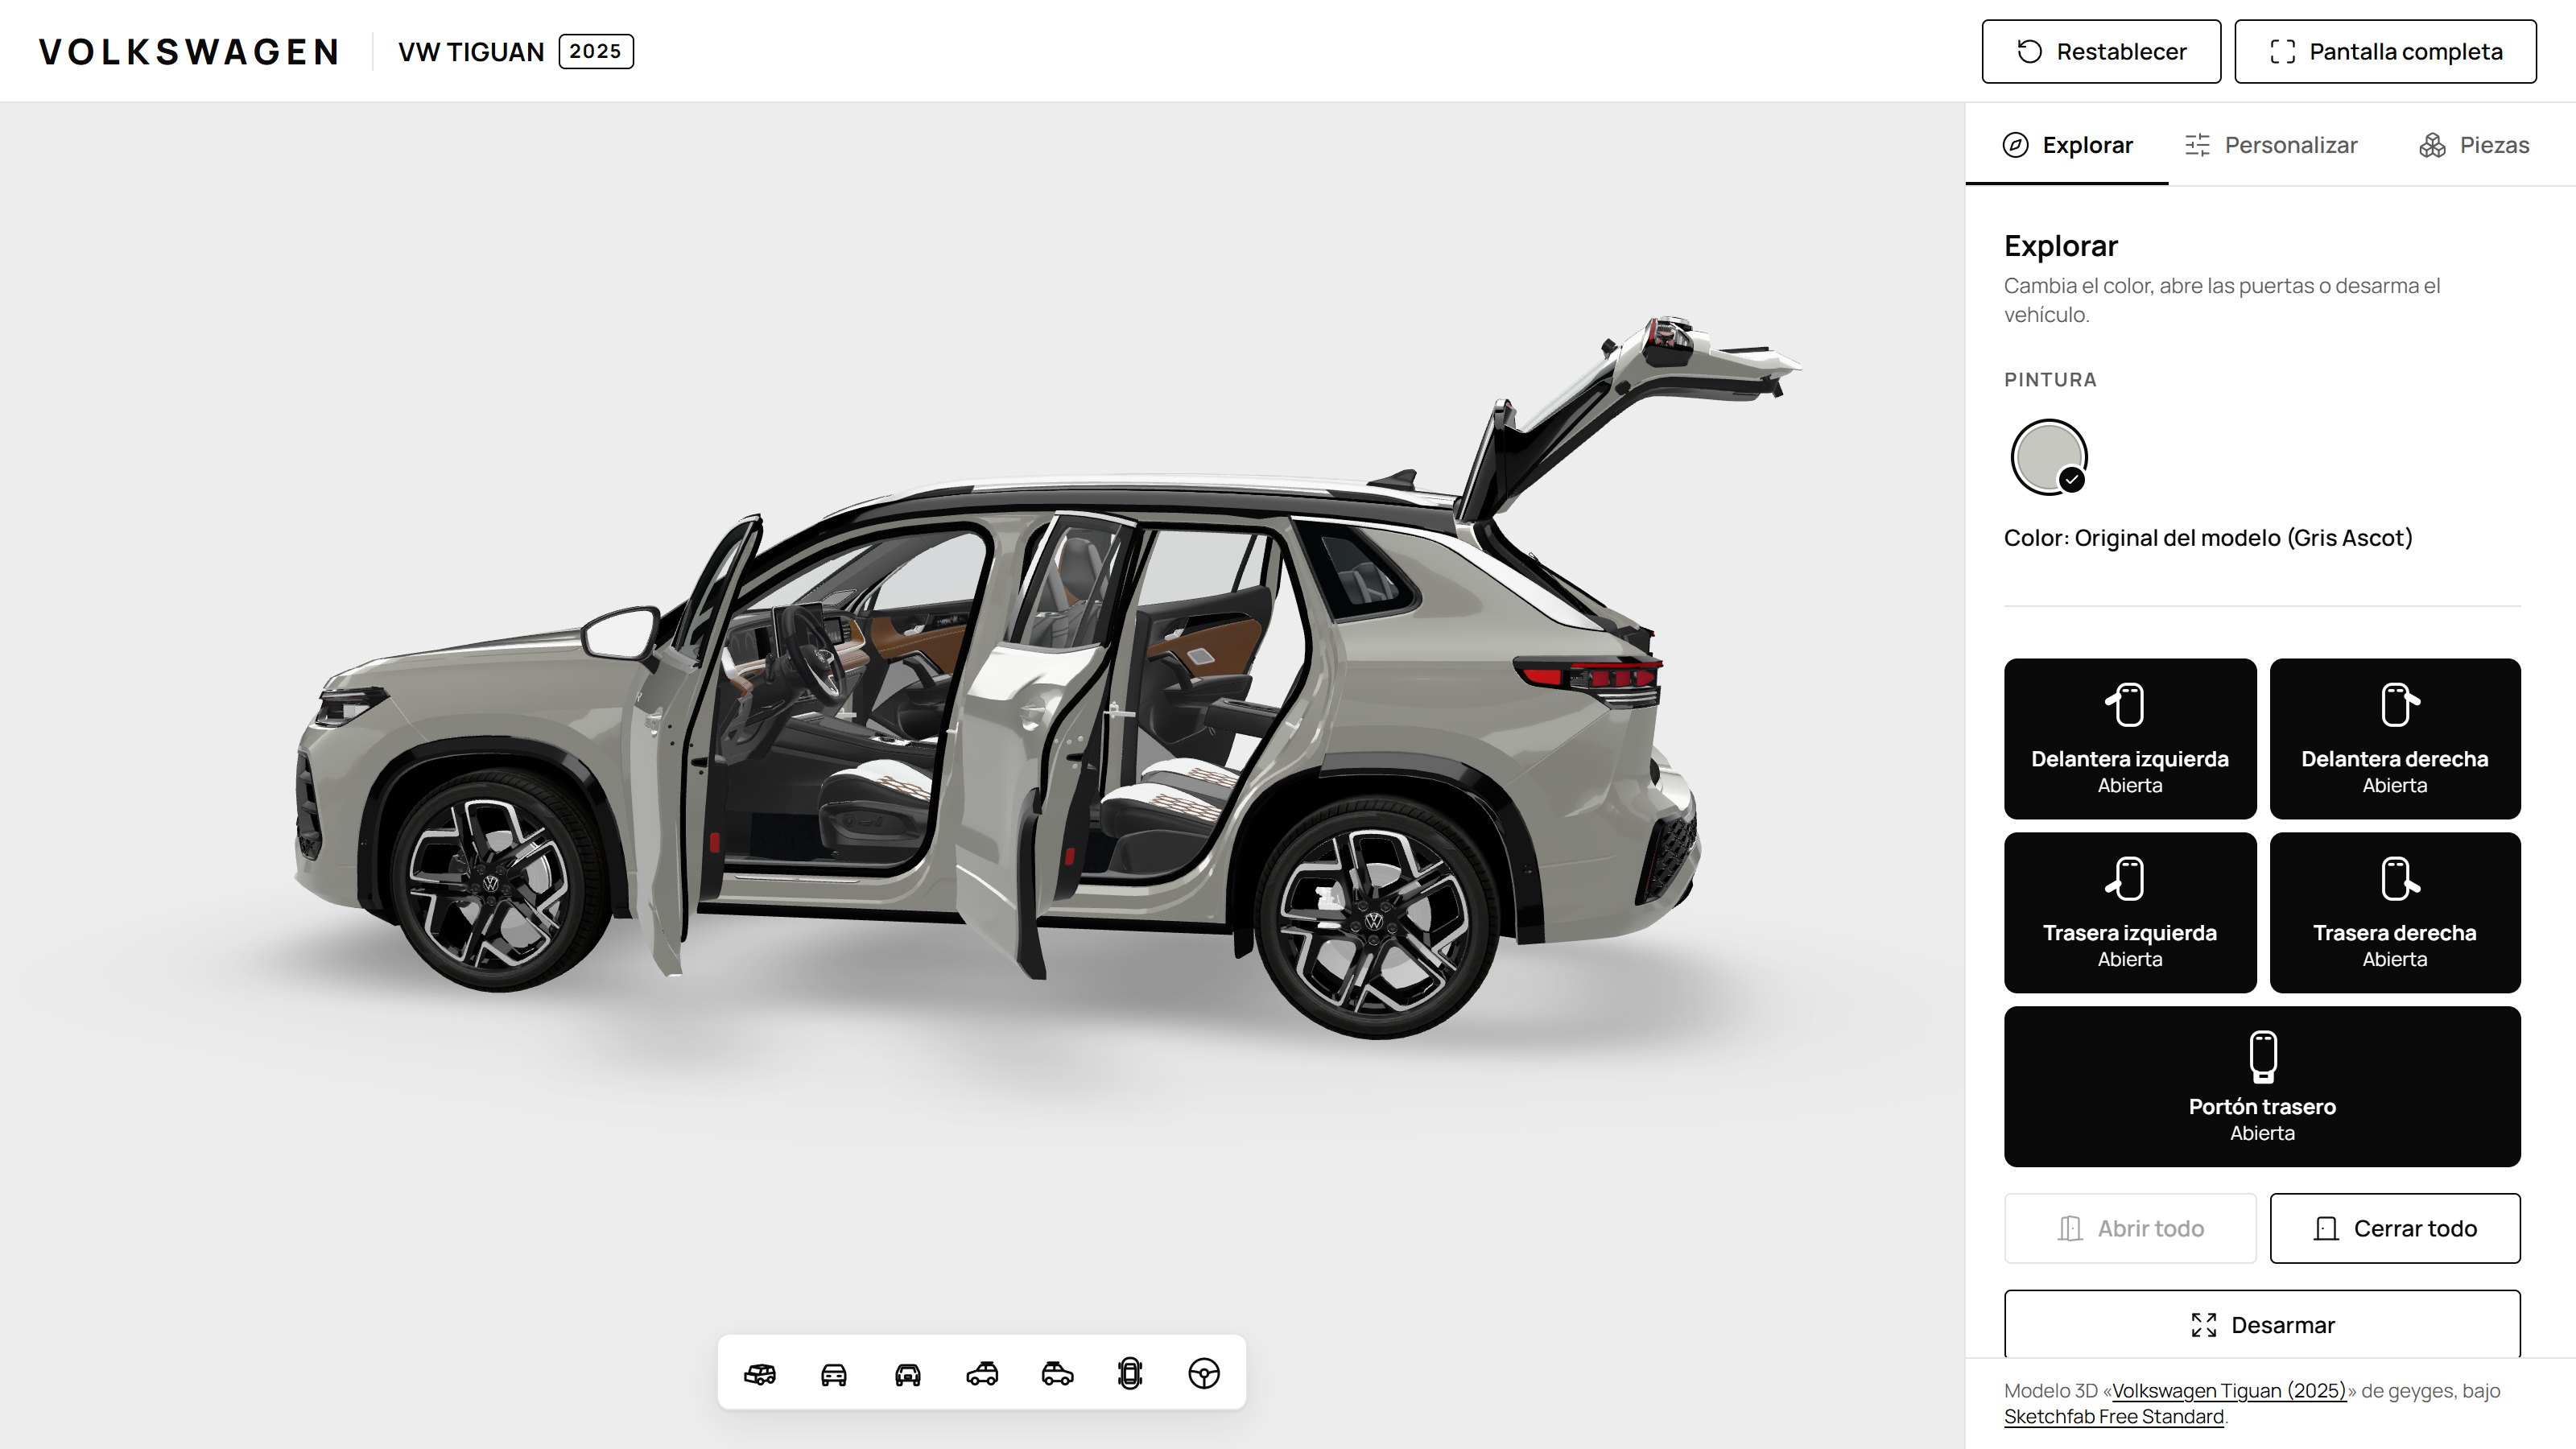 VOLKSWAGEN
VW TIGUAN 2025
Restablecer
Pantalla completa
Explorar
Personalizar
Piezas
Explorar
Cambia el color, abre las puertas o desarma el
vehículo.
PINTURA
Color: Original del modelo (Gris Ascot)
Delantera izquierda
Abierta
Delantera derecha
Abierta
Trasera izquierda
Abierta
Trasera derecha
Abierta
Portón trasero
Abierta
Abrir todo
Cerrar todo
Desarmar
Modelo 3D «Volkswagen Tiguan (2025)» de geyges, bajo
Sketchfab Free Standard.